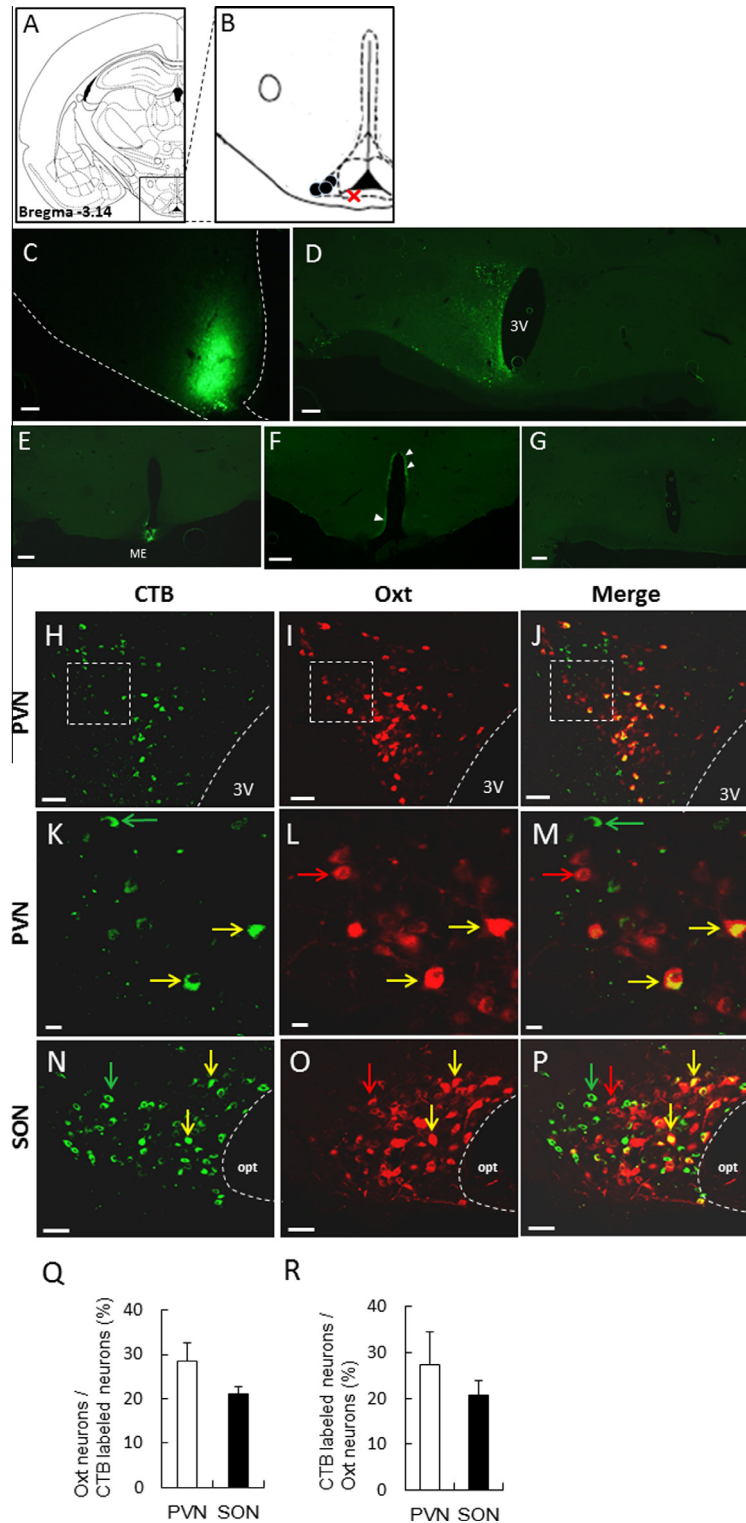 A
B
Bregma -3.14
C
D
3V
E
F
G
ME
CTB
Oxt
Merge
PVN
H
I
J
3V
3V
PVN
K
L
M
SON
N
O
P
opt
opt
Q
R
Oxt neurons /
CTB labeled neurons (%)
40
30
20
10
0
PVN
SON
CTB labeled neurons /
Oxt neurons (%)
40
30
20
10
0
PVN
SON